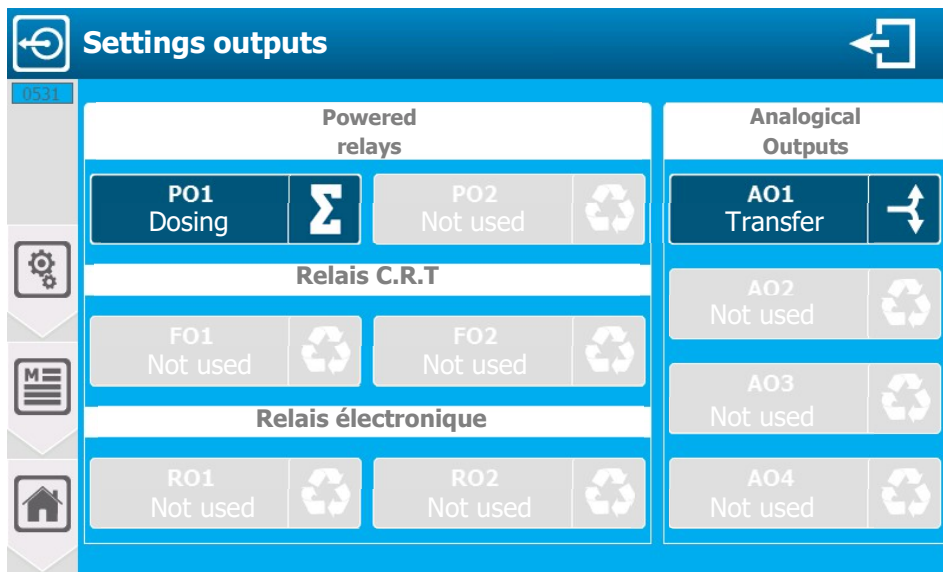 Settings outputs
0531
Powered
relays
PO1
Dosing
PO2
Not used
Relais C.R.T
FO1
Not used
FO2
Not used
Relais électronique
RO1
Not used
RO2
Not used
Analogical
Outputs
AO1
Transfer
AO2
Not used
AO3
Not used
AO4
Not used
M